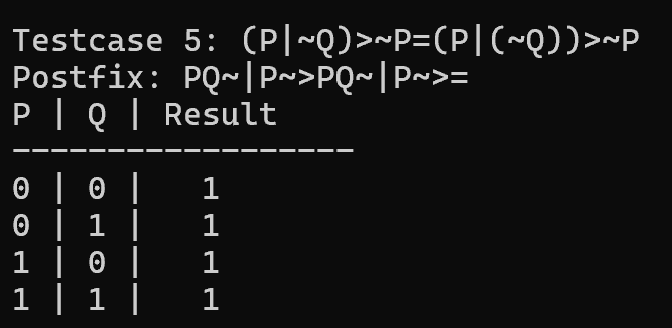 Testcase 5: (P|~Q)>~P=(P|(~Q))>~P
Postfix: PQ~|P~>PQ~|P~>=
P | Q | Result
------------------
0 | 0 |   1
0 | 1 |   1
1 | 0 |   1
1 | 1 |   1